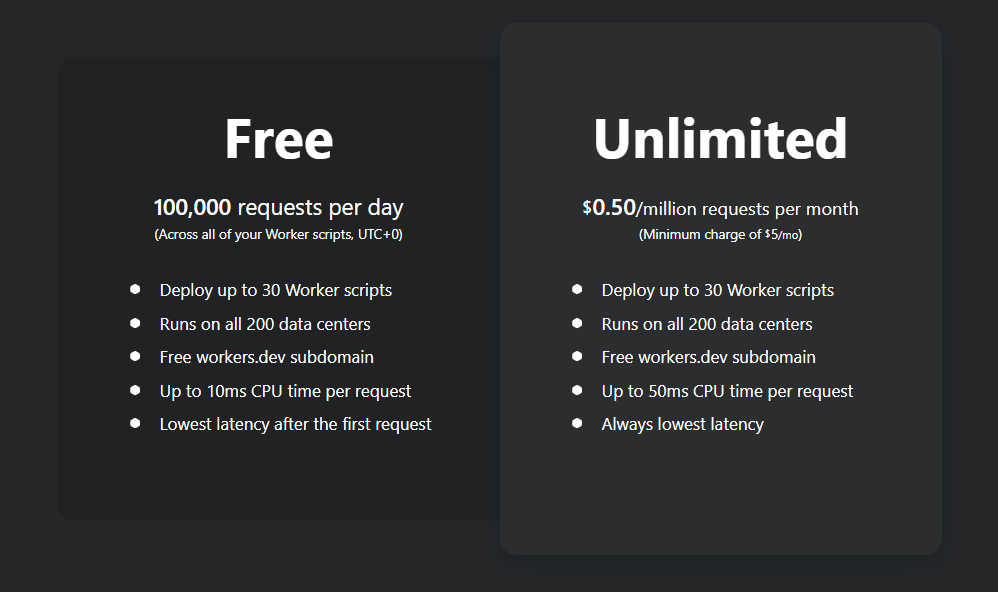 Free
100,000 requests per day
(Across all of your Worker scripts, UTC+0)
Deploy up to 30 Worker scripts
Runs on all 200 data centers
Free workers.dev subdomain
Up to 10ms CPU time per request
Lowest latency after the first request
Unlimited
$0.50/million requests per month
(Minimum charge of $5/mo)
Deploy up to 30 Worker scripts
Runs on all 200 data centers
Free workers.dev subdomain
Up to 50ms CPU time per request
Always lowest latency